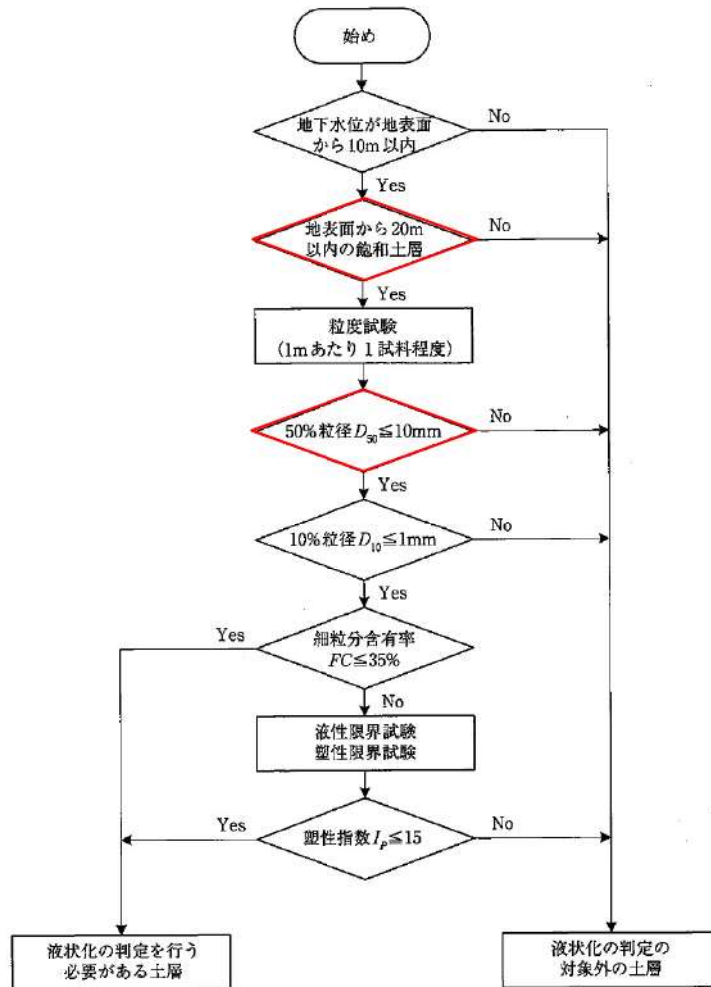 始め
地下水位が地表面
から10m以内
No
Yes
地表面から20m
以内の飽和土層
No
Yes
粒度試験
(1mあたり1試料程度)
50%粒径D50≦10mm
No
Yes
10%粒径D10≦1mm
No
Yes
細粒分含有率
FC≦35%
Yes
No
液性限界試験
塑性限界試験
塑性指数IP≦15
Yes
No
液状化の判定を行う
必要がある土層
液状化の判定の
対象外の土層